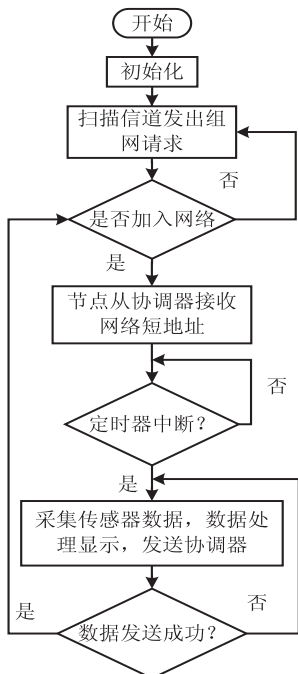 开始
初始化
扫描信道发出组
网请求
否
是否加入网络
是
节点从协调器接收
网络短地址
否
定时器中断？
是
采集传感器数据，数据处
理显示，发送协调器
是
否
数据发送成功？